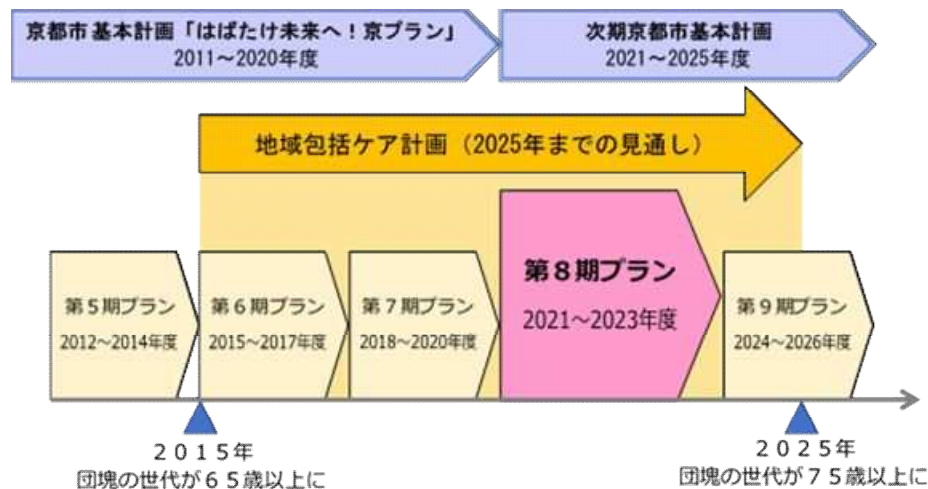 京都市基本計画「はばたけ未来へ!京プラン」
2011~2020年度
次期京都市基本計画
2021~2025年度
地域包括ケア計画(2025年までの見通し)
第5期プラン
2012~2014年度
第6期プラン
2015~2017年度
第7期プラン
2018~2020年度
第8期プラン
2021~2023年度
第9期プラン
2024~2026年度
2015年
団塊の世代が65歳以上に
2025年
団塊の世代が75歳以上に